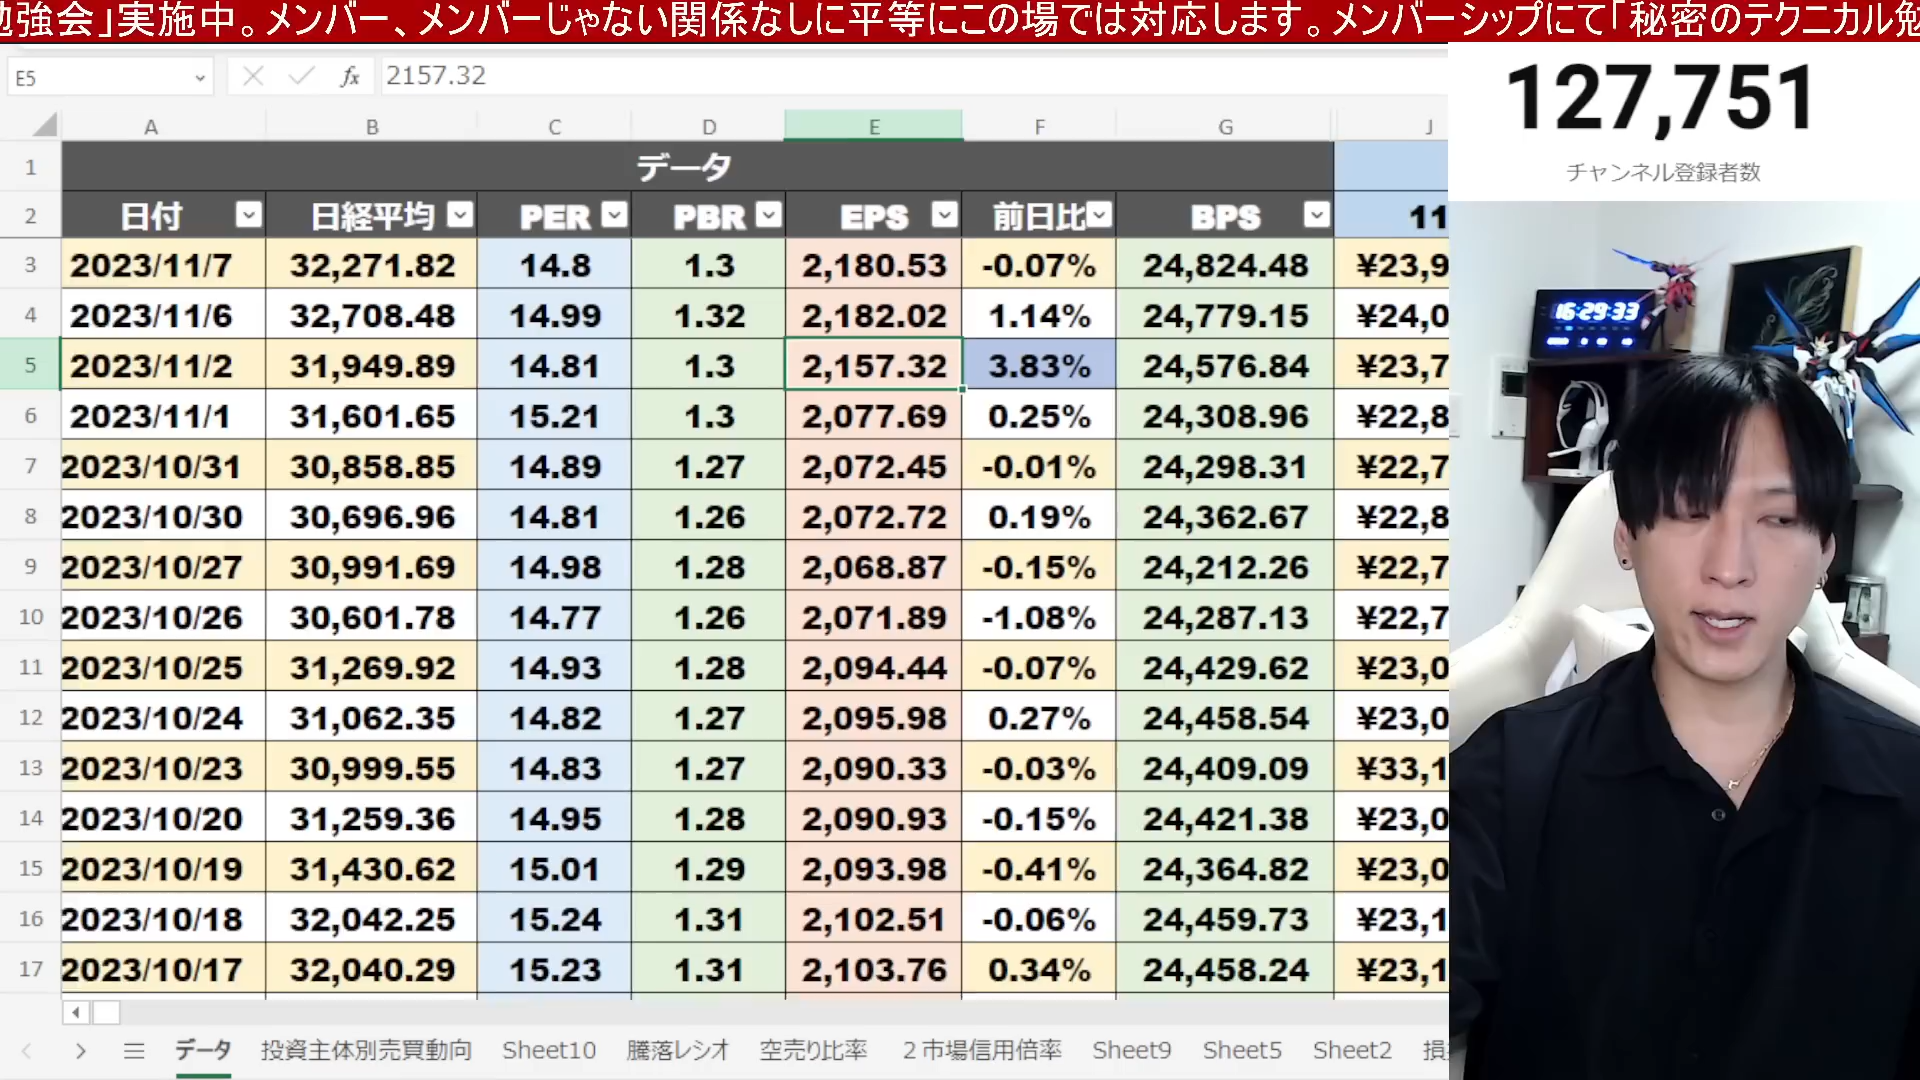 強会」実施中。メンバー、メンバーじゃない関係なしに平等にこの場では対応します。メンバーシップにて「秘密のテクニカル勉
127,751
チャンネル登録者数
E5 fx 2157.32
A B C D E F G J
1 データ
2 日付 日経平均 PER PBR EPS 前日比 BPS 11
3 2023/11/7 32,271.82 14.8 1.3 2,180.53 -0.07% 24,824.48 ¥23,9
4 2023/11/6 32,708.48 14.99 1.32 2,182.02 1.14% 24,779.15 ¥24,0
5 2023/11/2 31,949.89 14.81 1.3 2,157.32 3.83% 24,576.84 ¥23,7
6 2023/11/1 31,601.65 15.21 1.3 2,077.69 0.25% 24,308.96 ¥22,8
7 2023/10/31 30,858.85 14.89 1.27 2,072.45 -0.01% 24,298.31 ¥22,7
8 2023/10/30 30,696.96 14.81 1.26 2,072.72 0.19% 24,362.67 ¥22,8
9 2023/10/27 30,991.69 14.98 1.28 2,068.87 -0.15% 24,212.26 ¥22,7
10 2023/10/26 30,601.78 14.77 1.26 2,071.89 -1.08% 24,287.13 ¥22,7
11 2023/10/25 31,269.92 14.93 1.28 2,094.44 -0.07% 24,429.62 ¥23,0
12 2023/10/24 31,062.35 14.82 1.27 2,095.98 0.27% 24,458.54 ¥23,0
13 2023/10/23 30,999.55 14.83 1.27 2,090.33 -0.03% 24,409.09 ¥33,1
14 2023/10/20 31,259.36 14.95 1.28 2,090.93 -0.15% 24,421.38 ¥23,0
15 2023/10/19 31,430.62 15.01 1.29 2,093.98 -0.41% 24,364.82 ¥23,0
16 2023/10/18 32,042.25 15.24 1.31 2,102.51 -0.06% 24,459.73 ¥23,1
17 2023/10/17 32,040.29 15.23 1.31 2,103.76 0.34% 24,458.24 ¥23,1
データ 投資主体別売買動向 Sheet10 騰落レシオ 空売り比率 2市場信用倍率 Sheet9 Sheet5 Sheet2 損
16:29:33